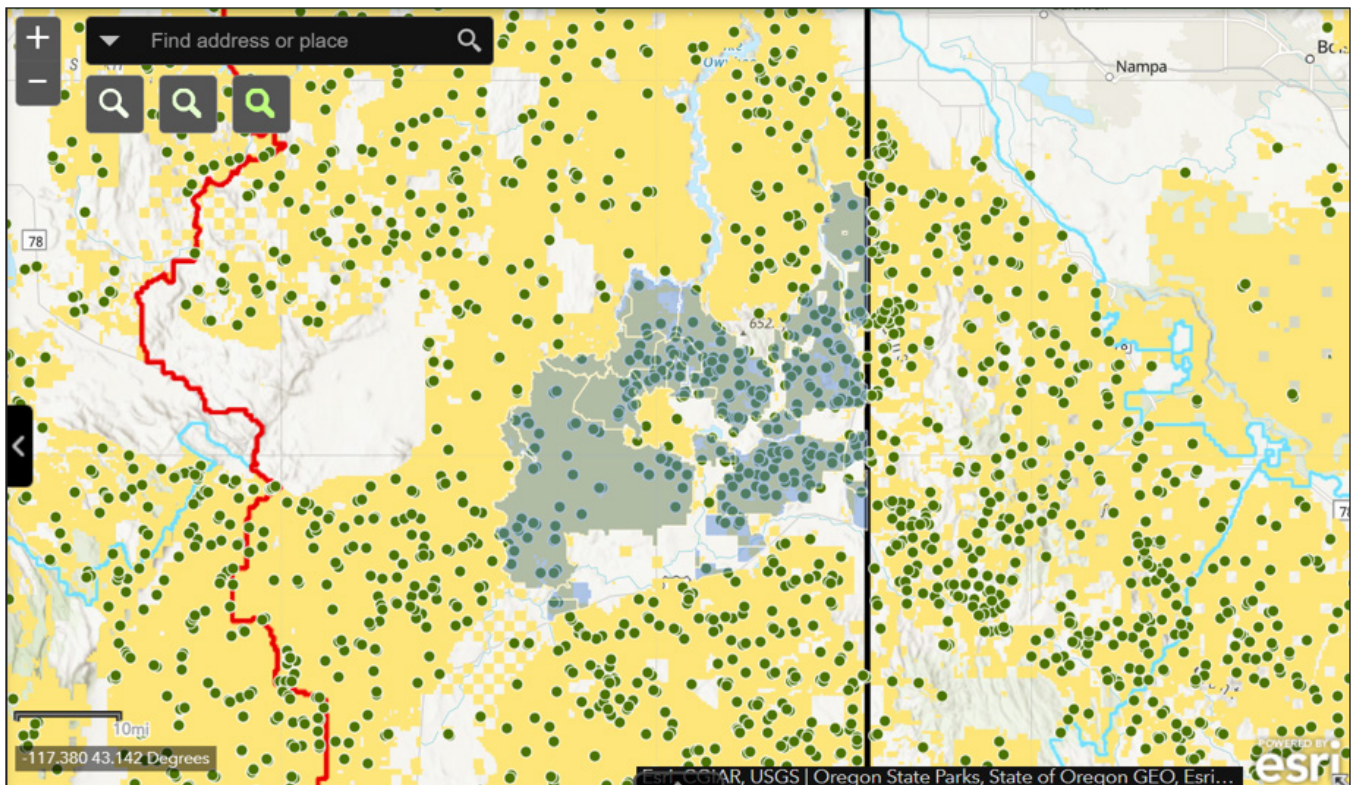 +
Find address or place
−
Nampa
78
652
78
10mi
-117.380 43.142 Degrees
POWERED BY
esri
Esri, CGIAR, USGS | Oregon State Parks, State of Oregon GEO, Esri...